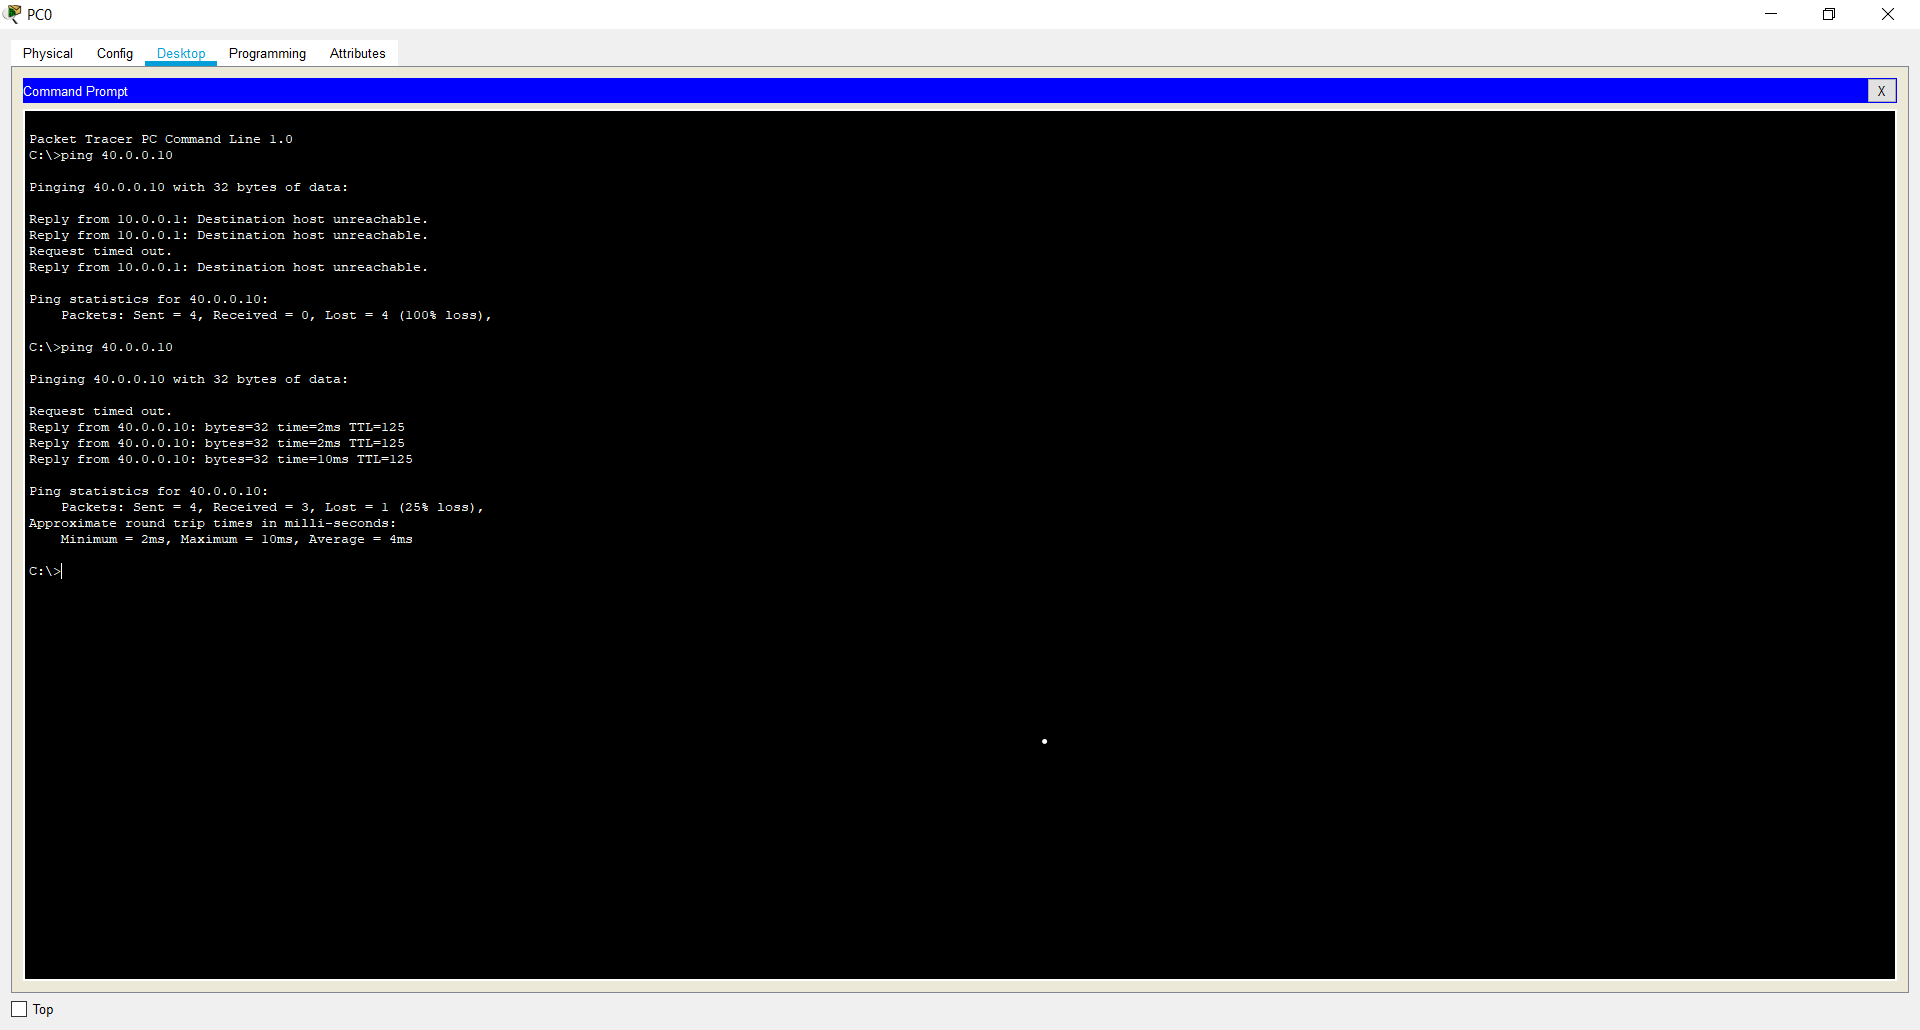 PC0
Physical Config Desktop Programming Attributes
Command Prompt X
Packet Tracer PC Command Line 1.0
C:\>ping 40.0.0.10
Pinging 40.0.0.10 with 32 bytes of data:
Reply from 10.0.0.1: Destination host unreachable.
Reply from 10.0.0.1: Destination host unreachable.
Request timed out.
Reply from 10.0.0.1: Destination host unreachable.
Ping statistics for 40.0.0.10:
Packets: Sent = 4, Received = 0, Lost = 4 (100% loss),
C:\>ping 40.0.0.10
Pinging 40.0.0.10 with 32 bytes of data:
Request timed out.
Reply from 40.0.0.10: bytes=32 time=2ms TTL=125
Reply from 40.0.0.10: bytes=32 time=2ms TTL=125
Reply from 40.0.0.10: bytes=32 time=10ms TTL=125
Ping statistics for 40.0.0.10:
Packets: Sent = 4, Received = 3, Lost = 1 (25% loss),
Approximate round trip times in milli-seconds:
Minimum = 2ms, Maximum = 10ms, Average = 4ms
C:\>
Top